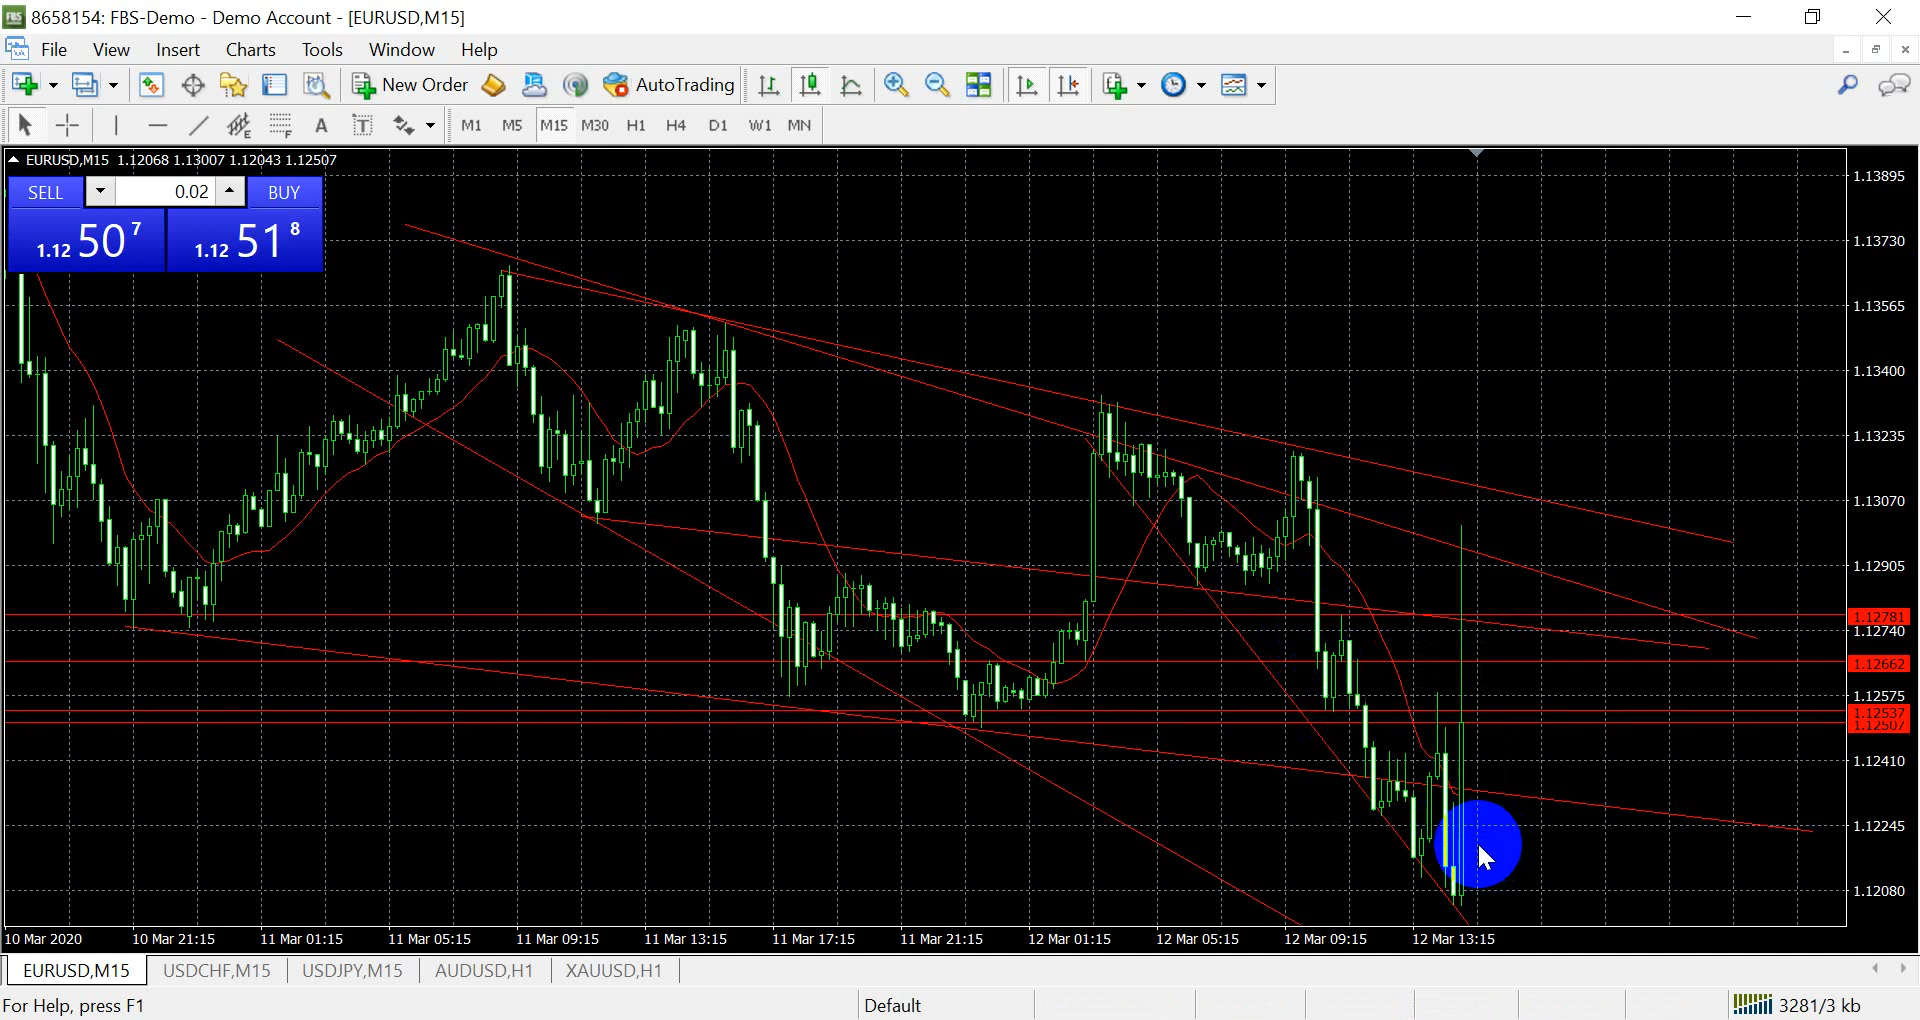 FBS 8658154: FBS-Demo - Demo Account - [EURUSD,M15]
File View Insert Charts Tools Window Help
New Order AutoTrading
E F A T M1 M5 M15 M30 H1 H4 D1 W1 MN
EURUSD,M15 1.12068 1.13007 1.12043 1.12507
SELL 0.02 BUY
1.12 50 7 1.12 51 8
1.13895
1.13730
1.13565
1.13400
1.13235
1.13070
1.12905
1.12781
1.12740
1.12662
1.12575
1.12537
1.12507
1.12410
1.12245
1.12080
10 Mar 2020 10 Mar 21:15 11 Mar 01:15 11 Mar 05:15 11 Mar 09:15 11 Mar 13:15 11 Mar 17:15 11 Mar 21:15 12 Mar 01:15 12 Mar 05:15 12 Mar 09:15 12 Mar 13:15
EURUSD,M15 USDCHF,M15 USDJPY,M15 AUDUSD,H1 XAUUSD,H1
For Help, press F1 Default 3281/3 kb